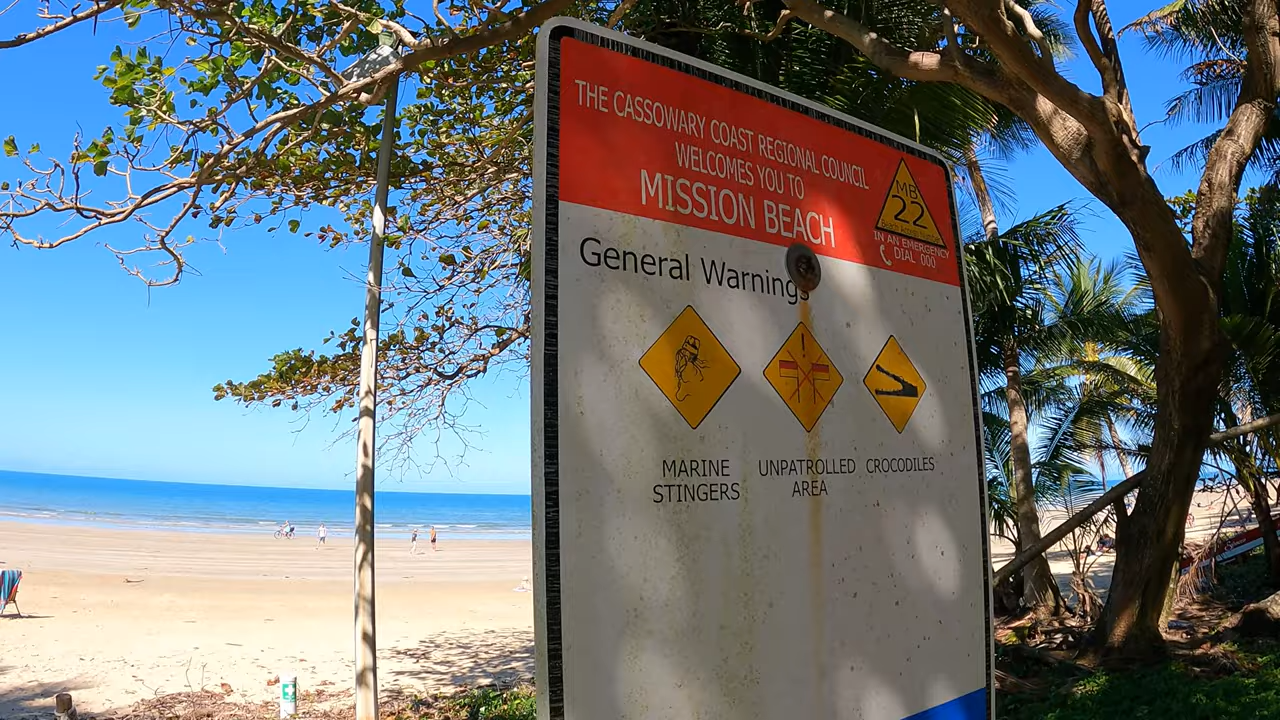 THE CASSOWARY COAST REGIONAL COUNCIL
WELCOMES YOU TO
MISSION BEACH
MB
22
IN AN EMERGENCY
DIAL 000
General Warnings
MARINE
STINGERS
UNPATROLLED
AREA
CROCODILES